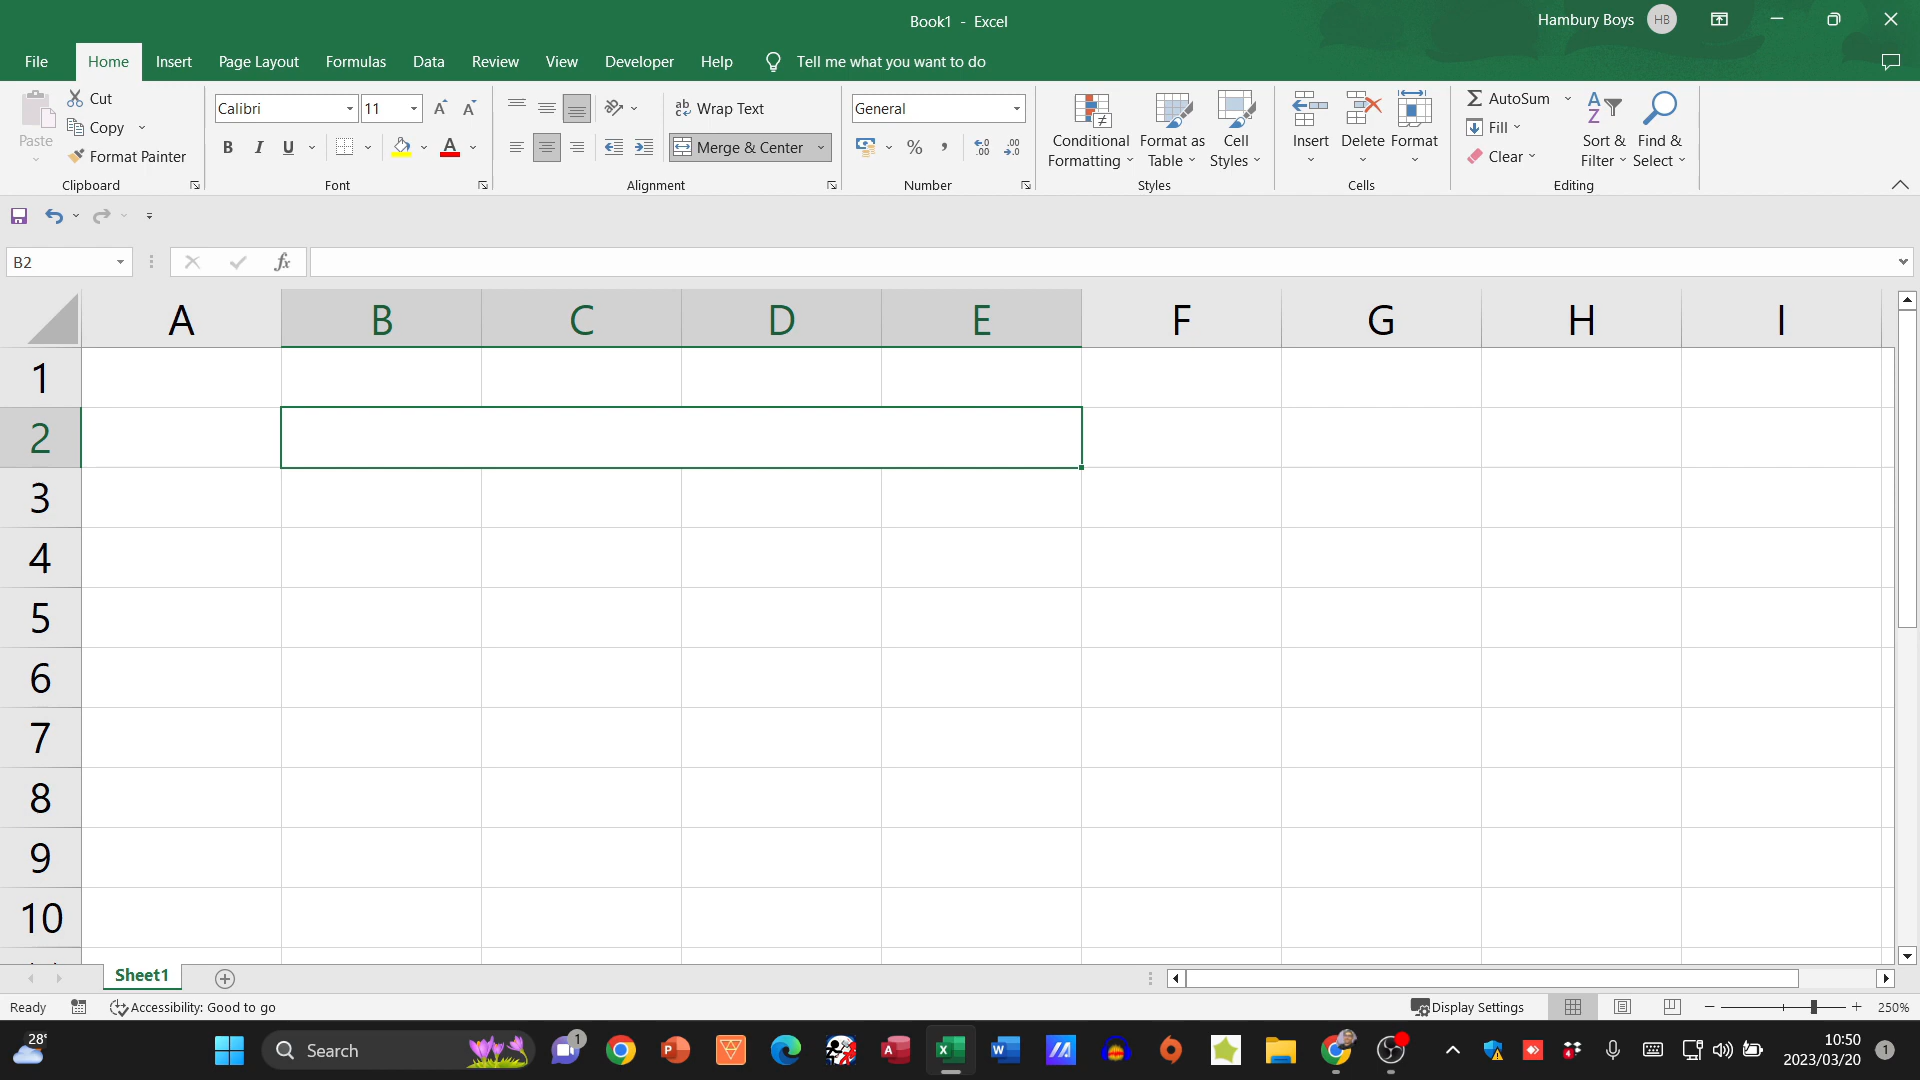 Book1 - Excel
Hambury Boys HB
File Home Insert Page Layout Formulas Data Review View Developer Help Tell me what you want to do
Paste
Cut
Copy
Format Painter
Clipboard
Calibri 11
B I U
Font
ab Wrap Text
Merge & Center
Alignment
General
%
Number
Conditional Formatting
Format as Table
Cell Styles
Styles
Insert
Delete
Format
Cells
AutoSum
Fill
Clear
Sort & Filter
Find & Select
Editing
B2 fx
A B C D E F G H I
1
2
3
4
5
6
7
8
9
10
Sheet1
Ready Accessibility: Good to go Display Settings 250%
28°
Search
1
10:50
2023/03/20
1